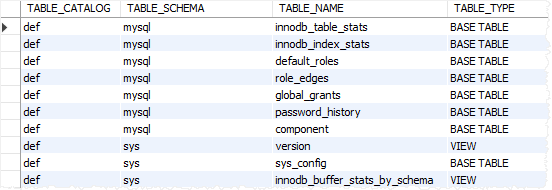 TABLE_CATALOG TABLE_SCHEMA TABLE_NAME TABLE_TYPE
def mysql innodb_table_stats BASE TABLE
def mysql innodb_index_stats BASE TABLE
def mysql default_roles BASE TABLE
def mysql role_edges BASE TABLE
def mysql global_grants BASE TABLE
def mysql password_history BASE TABLE
def mysql component BASE TABLE
def sys version VIEW
def sys sys_config BASE TABLE
def sys innodb_buffer_stats_by_schema VIEW